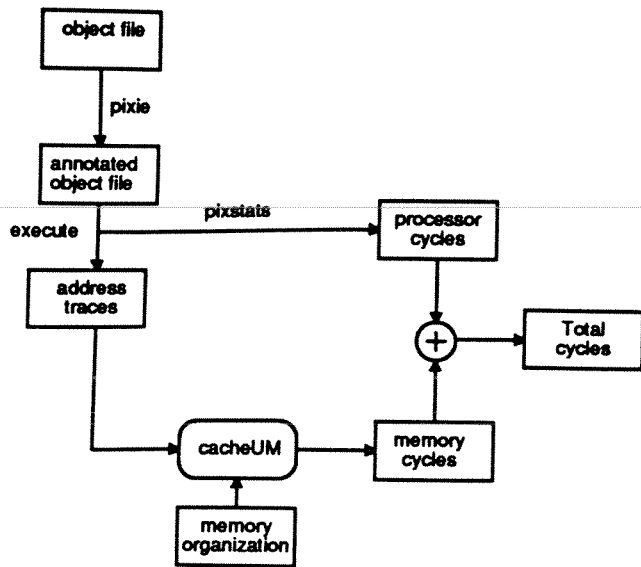 object file
pixie
annotated
object file
pixstats
execute
processor
cycles
address
traces
+
Total
cycles
cacheUM
memory
cycles
memory
organization